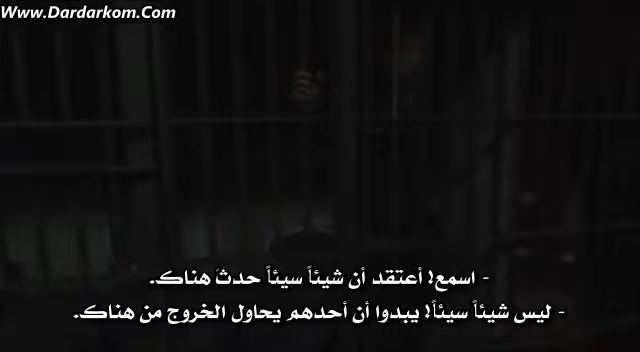 Www.Dardarkom.Com
- اسمع! أعتقد أن شيئاً سيئاً حدثَ هناك.
- ليس شيئاً سيئاً! يبدوا أن أحدهم يحاول الخروج من هناك.